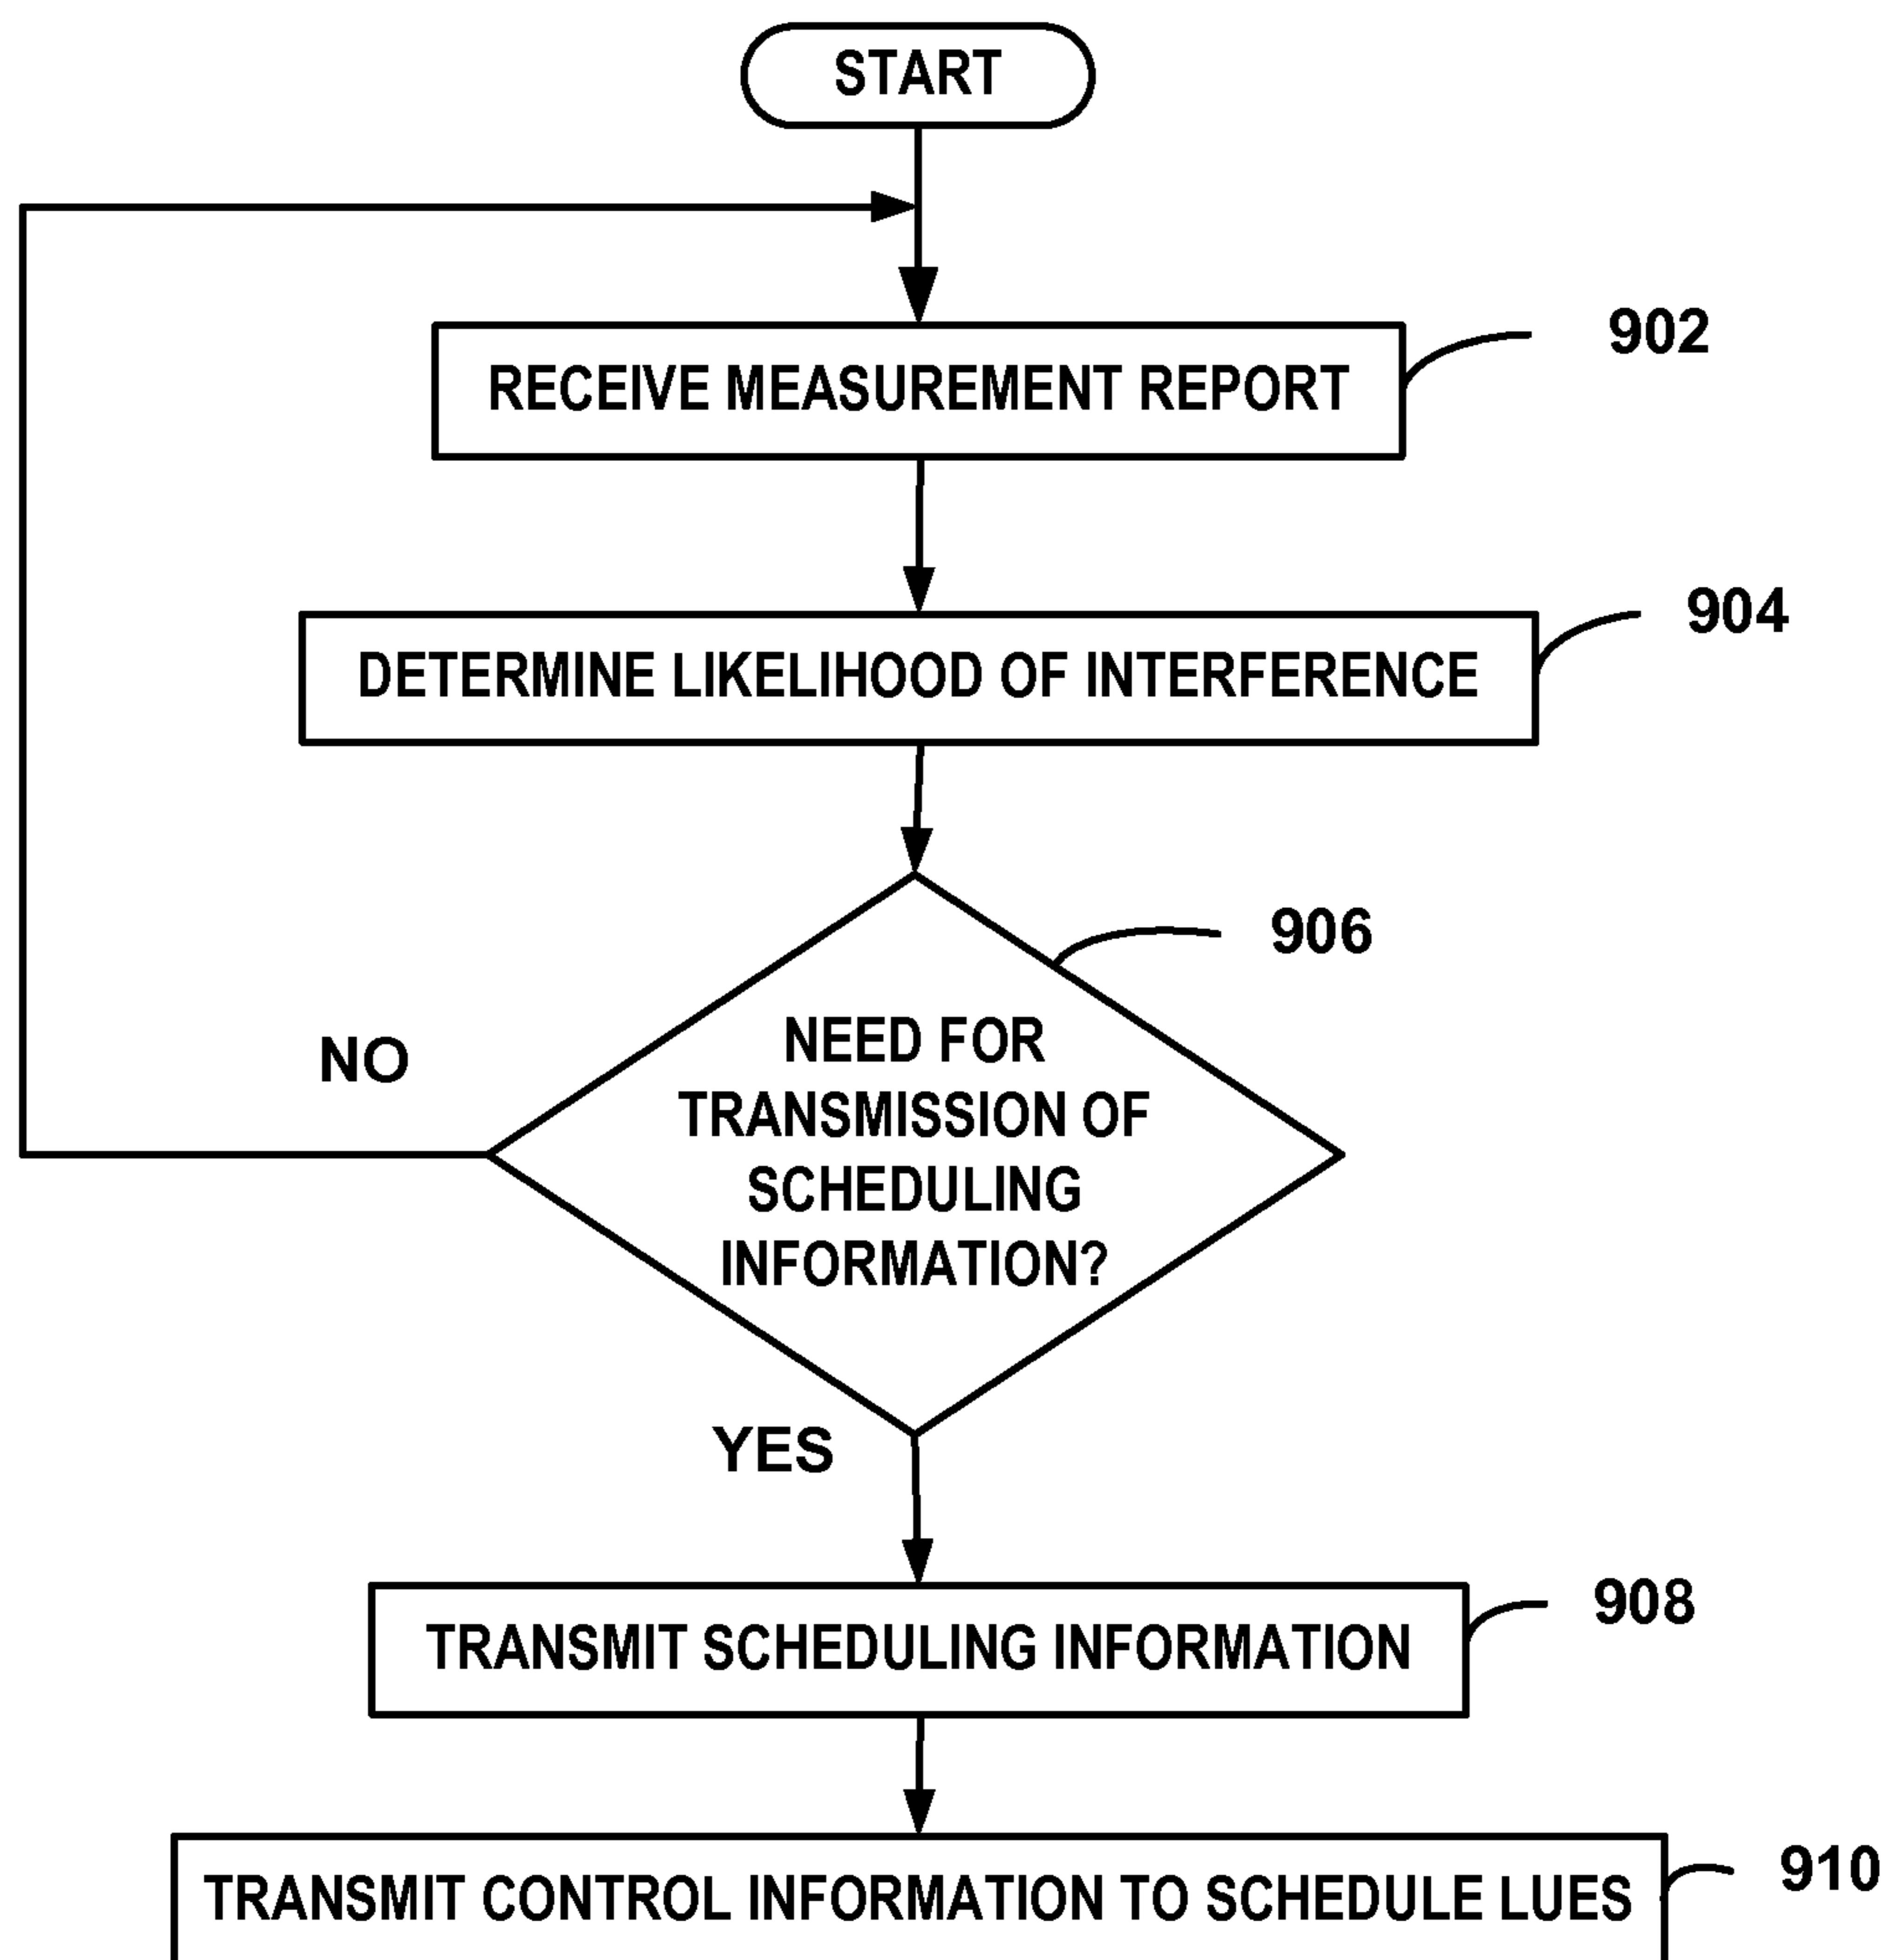 START
RECEIVE MEASUREMENT REPORT
902
DETERMINE LIKELIHOOD OF INTERFERENCE
904
906
NEED FOR
TRANSMISSION OF
SCHEDULING
INFORMATION?
NO
YES
TRANSMIT SCHEDULING INFORMATION
908
TRANSMIT CONTROL INFORMATION TO SCHEDULE LUES
910